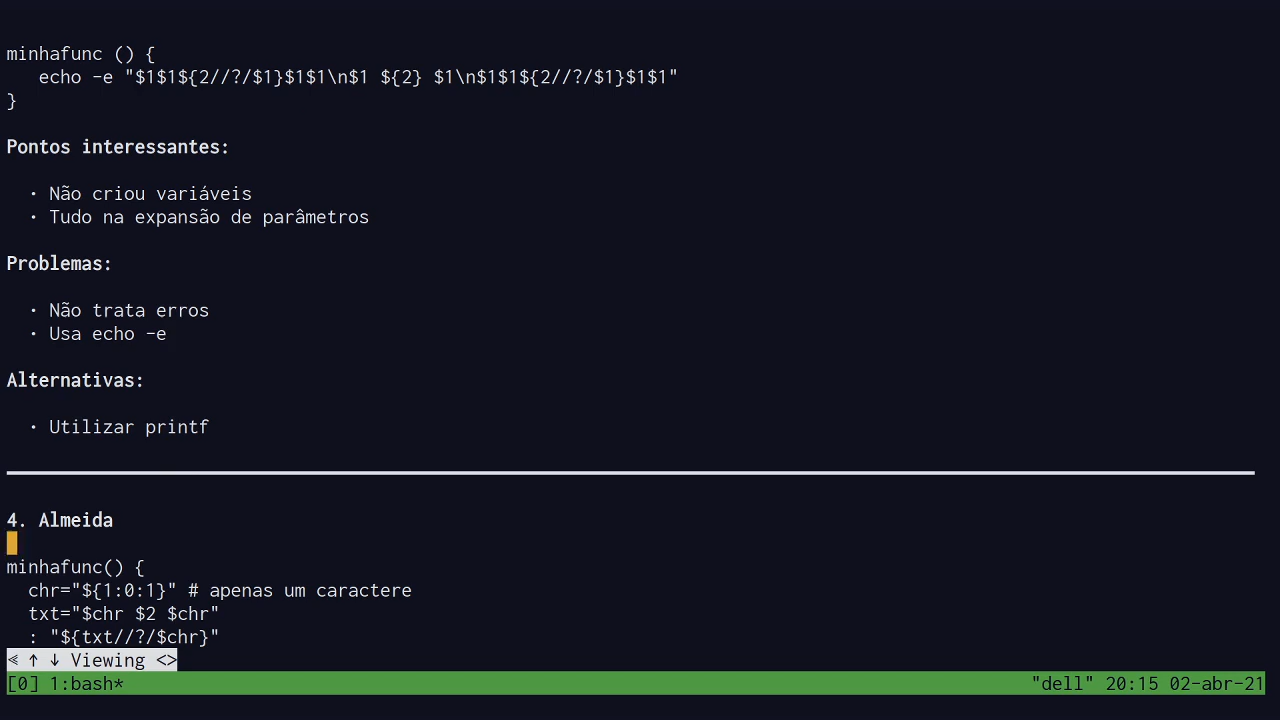 minhafunc () {
   echo -e "$1$1${2//?/$1}$1$1\n$1 ${2} $1\n$1$1${2//?/$1}$1$1"
}
Pontos interessantes:
  · Não criou variáveis
  · Tudo na expansão de parâmetros
Problemas:
  · Não trata erros
  · Usa echo -e
Alternativas:
  · Utilizar printf
4. Almeida
minhafunc() {
  chr="${1:0:1}" # apenas um caractere
  txt="$chr $2 $chr"
  : "${txt//?/$chr}"
⋞ ↑ ↓ Viewing <>
[0] 1:bash* "dell" 20:15 02-abr-21